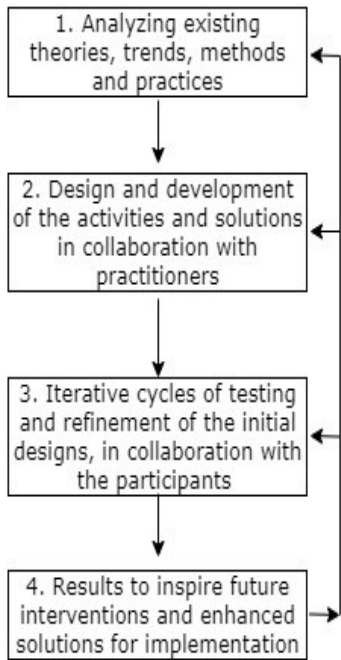 1. Analyzing existing
theories, trends, methods
and practices
2. Design and development
of the activities and solutions
in collaboration with
practitioners
3. Iterative cycles of testing
and refinement of the initial
designs, in collaboration with
the participants
4. Results to inspire future
interventions and enhanced
solutions for implementation